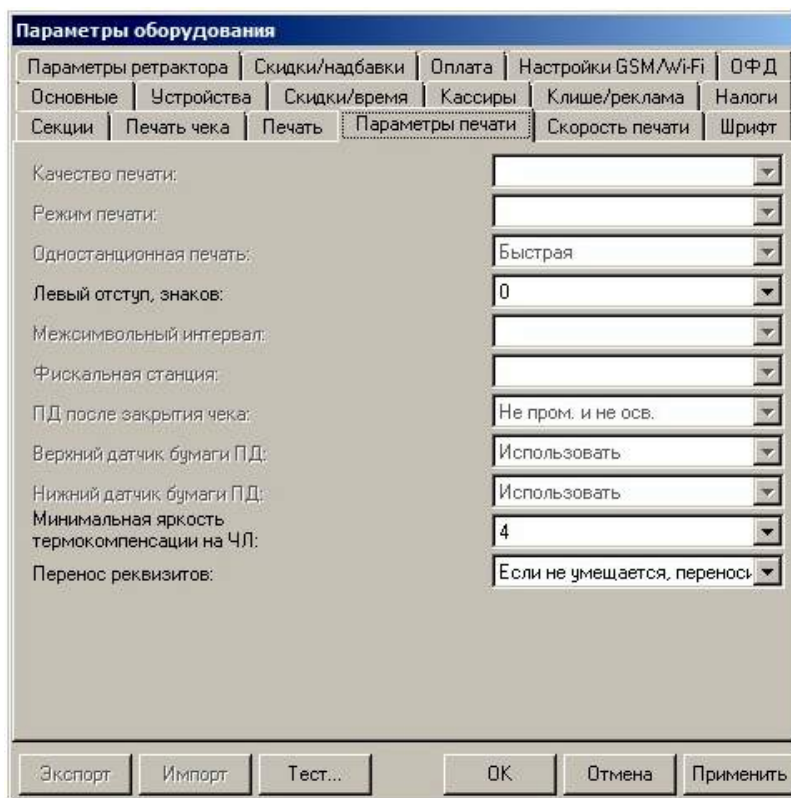 Параметры оборудования
Параметры ретрактора Скидки/надбавки Оплата Настройки GSM/Wi-Fi ОФД
Основные Устройства Скидки/время Кассиры Клише/реклама Налоги
Секции Печать чека Печать Параметры печати Скорость печати Шрифт
Качество печати:
Режим печати:
Одностанционная печать: Быстрая
Левый отступ, знаков: 0
Межсимвольный интервал:
Фискальная станция:
ПД после закрытия чека: Не пром. и не осв.
Верхний датчик бумаги ПД: Использовать
Нижний датчик бумаги ПД: Использовать
Минимальная яркость
термокомпенсации на ЧЛ: 4
Перенос реквизитов: Если не умещается, переноси
Экспорт Импорт Тест... OK Отмена Применить